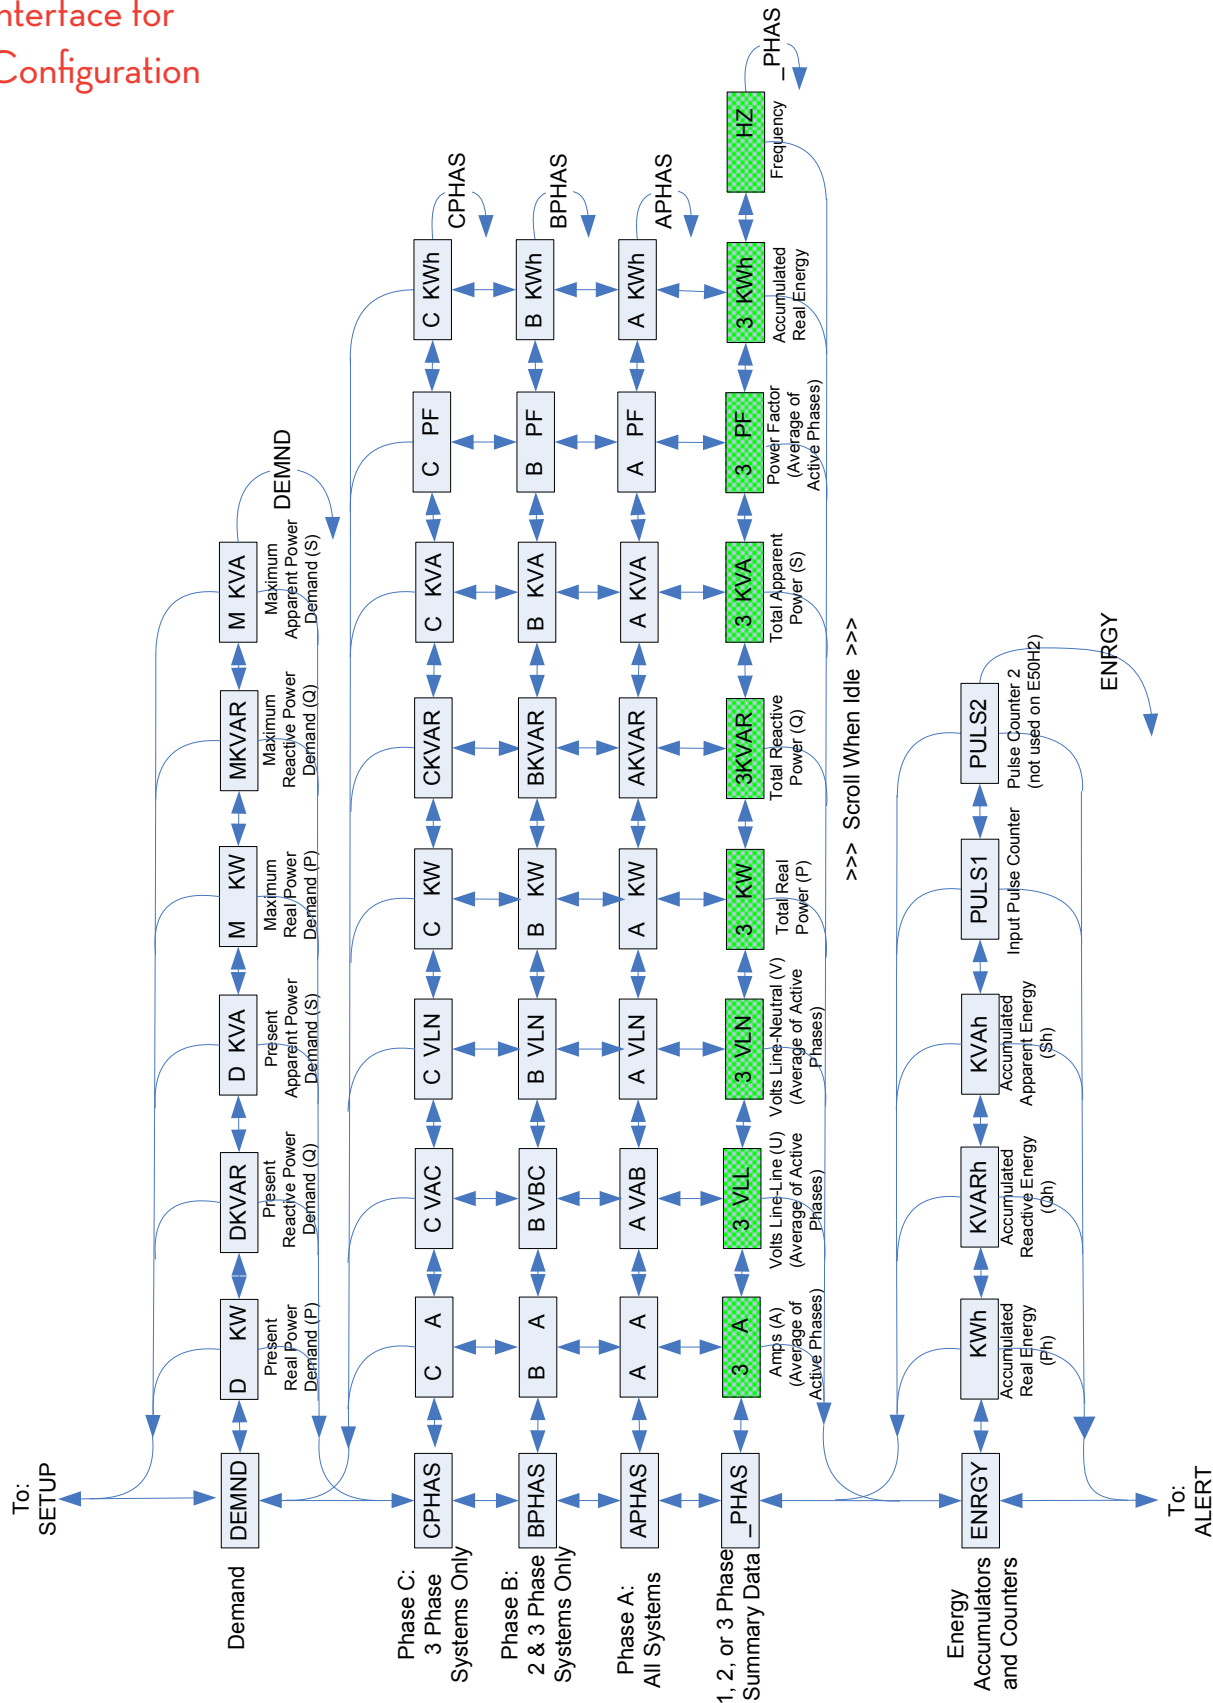 nterface for
Configuration
To:
SETUP
Demand
DEMND
D KW
Present
Real Power
Demand (P)
DKVAR
Present
Reactive Power
Demand (Q)
D KVA
Present
Apparent Power
Demand (S)
M KW
Maximum
Real Power
Demand (P)
MKVAR
Maximum
Reactive Power
Demand (Q)
M KVA
Maximum
Apparent Power
Demand (S)
DEMND
Phase C:
3 Phase
Systems Only
CPHAS
C A
C VAC
C VLN
C KW
CKVAR
C KVA
C PF
C KWh
CPHAS
Phase B:
2 & 3 Phase
Systems Only
BPHAS
B A
B VBC
B VLN
B KW
BKVAR
B KVA
B PF
B KWh
BPHAS
Phase A:
All Systems
APHAS
A A
A VAB
A VLN
A KW
AKVAR
A KVA
A PF
A KWh
APHAS
1, 2, or 3 Phase
Summary Data
_PHAS
3 A
Amps (A)
(Average of
Active Phases)
3 VLL
Volts Line-Line (U)
(Average of Active
Phases)
3 VLN
Volts Line-Neutral (V)
(Average of Active
Phases)
3 KW
Total Real
Power (P)
3KVAR
Total Reactive
Power (Q)
3 KVA
Total Apparent
Power (S)
3 PF
Power Factor
(Average of
Active Phases)
3 KWh
Accumulated
Real Energy
HZ
Frequency
_PHAS
>>> Scroll When Idle >>>
Energy
Accumulators
and Counters
ENRGY
KWh
Accumulated
Real Energy
(Ph)
KVARh
Accumulated
Reactive Energy
(Qh)
KVAh
Accumulated
Apparent Energy
(Sh)
PULS1
Input Pulse Counter
PULS2
Pulse Counter 2
(not used on E50H2)
ENRGY
To:
ALERT